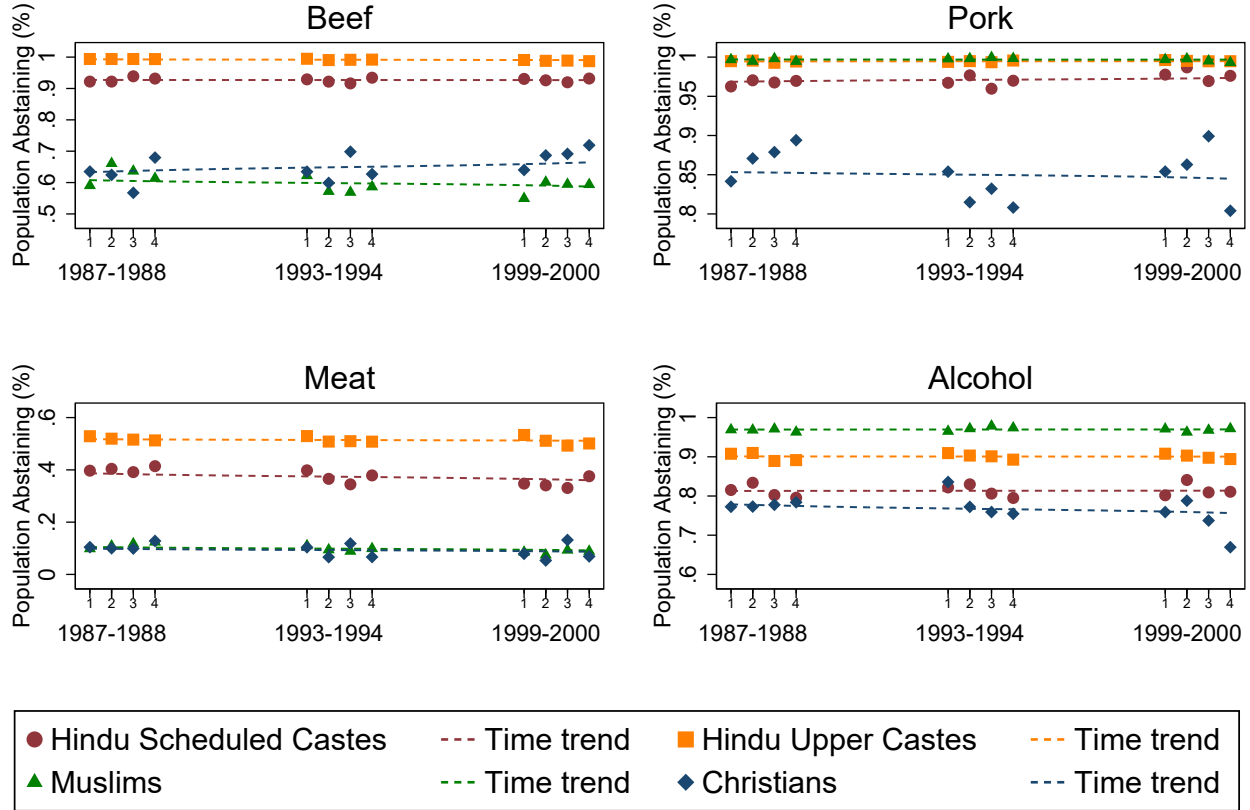 Beef
Population Abstaining (%)
1
.9
.8
.7
.6
.5
1 2 3 4 1 2 3 4 1 2 3 4
1987-1988 1993-1994 1999-2000
Pork
Population Abstaining (%)
1
.95
.9
.85
.8
1 2 3 4 1 2 3 4 1 2 3 4
1987-1988 1993-1994 1999-2000
Meat
Population Abstaining (%)
.6
.4
.2
0
1 2 3 4 1 2 3 4 1 2 3 4
1987-1988 1993-1994 1999-2000
Alcohol
Population Abstaining (%)
1
.9
.8
.7
.6
1 2 3 4 1 2 3 4 1 2 3 4
1987-1988 1993-1994 1999-2000
Hindu Scheduled Castes Time trend Hindu Upper Castes Time trend
Muslims Time trend Christians Time trend